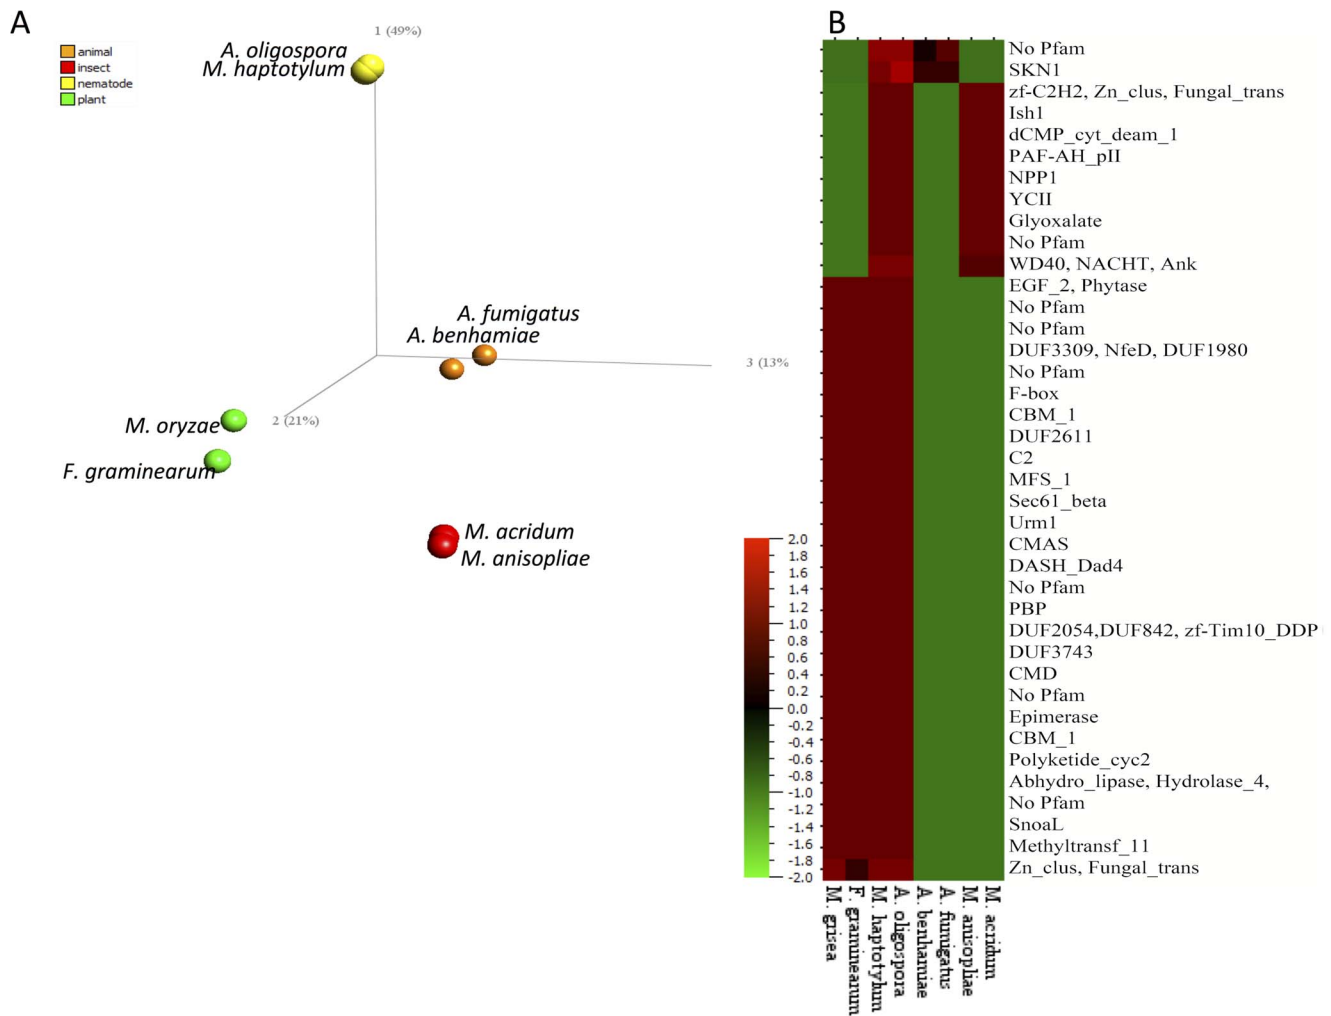 A
animal
insect
nematode
plant
1 (49%)
A. oligospora
M. haptotylum
A. fumigatus
A. benhamiae
3 (13%
2 (21%)
M. oryzae
F. graminearum
M. acridum
M. anisopliae
B
No Pfam
SKN1
zf-C2H2, Zn_clus, Fungal_trans
Ish1
dCMP_cyt_deam_1
PAF-AH_pII
NPP1
YCII
Glyoxalate
No Pfam
WD40, NACHT, Ank
EGF_2, Phytase
No Pfam
No Pfam
DUF3309, NfeD, DUF1980
No Pfam
F-box
CBM_1
DUF2611
C2
MFS_1
Sec61_beta
Urm1
CMAS
DASH_Dad4
No Pfam
PBP
DUF2054,DUF842, zf-Tim10_DDP
DUF3743
CMD
No Pfam
Epimerase
CBM_1
Polyketide_cyc2
Abhydro_lipase, Hydrolase_4,
No Pfam
SnoaL
Methyltransf_11
Zn_clus, Fungal_trans
2.0
1.8
1.6
1.4
1.2
1.0
0.8
0.6
0.4
0.2
0.0
-0.2
-0.4
-0.6
-0.8
-1.0
-1.2
-1.4
-1.6
-1.8
-2.0
M. grisea
F. graminearum
M. haptotylum
A. oligospora
A. benhamiae
A. fumigatus
M. anisopliae
M. acridum